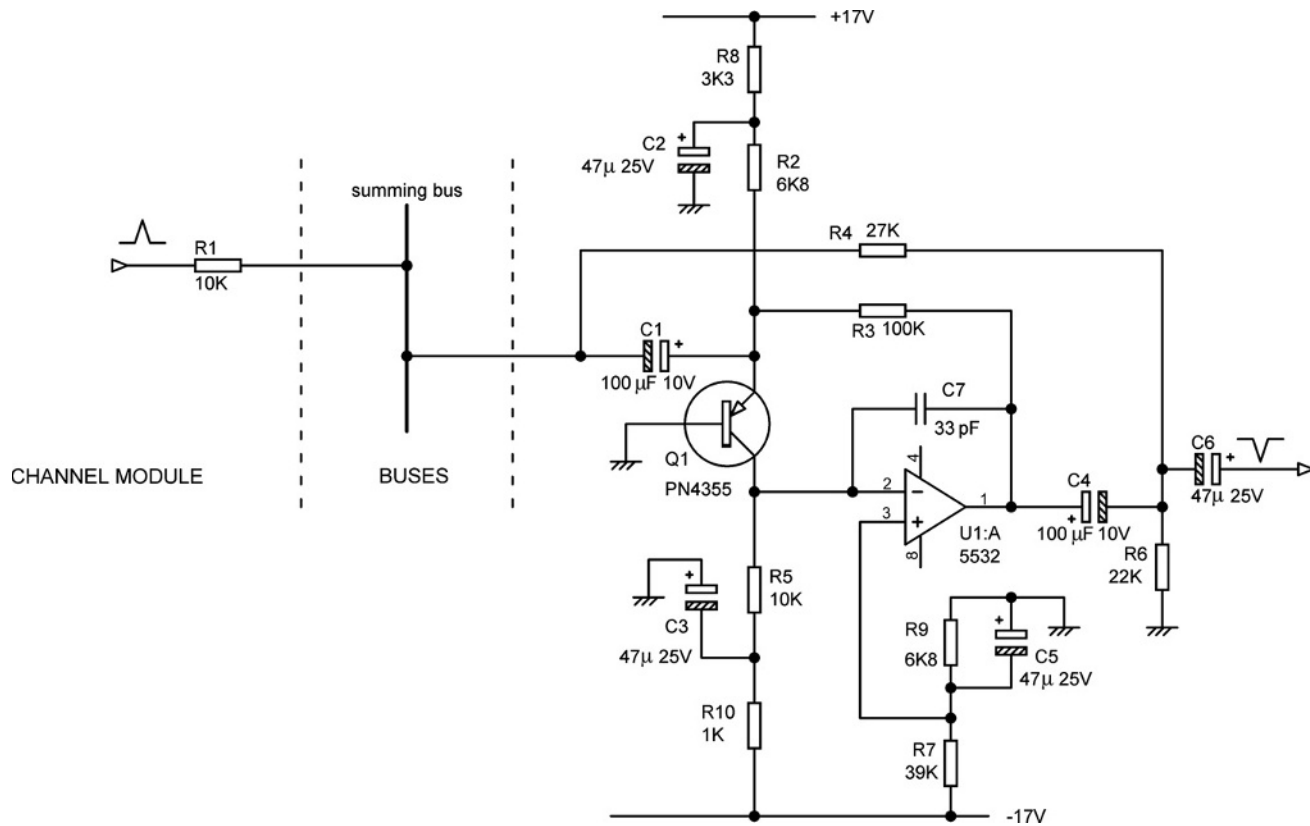 +17V
R8
3K3
C2
+
47µ 25V
R2
6K8
summing bus
R1
10K
R4
27K
R3
100K
C1
+
100 µF 10V
C7
33 pF
Q1
PN4355
CHANNEL MODULE
BUSES
4
2
−
3
+
8
1
U1:A
5532
C4
+
100 µF 10V
C6
+
47µ 25V
R6
22K
R5
10K
+
C3
47µ 25V
R9
6K8
+
C5
47µ 25V
R10
1K
R7
39K
-17V